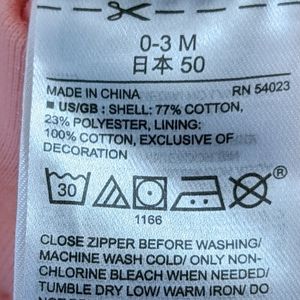 0-3 M
日本 50
MADE IN CHINA RN 54023
■ US/GB : SHELL: 77% COTTON,
23% POLYESTER, LINING:
100% COTTON, EXCLUSIVE OF
DECORATION
30 ®
1166
CLOSE ZIPPER BEFORE WASHING/
MACHINE WASH COLD/ ONLY NON-
CHLORINE BLEACH WHEN NEEDED/
TUMBLE DRY LOW/ WARM IRON/ DO